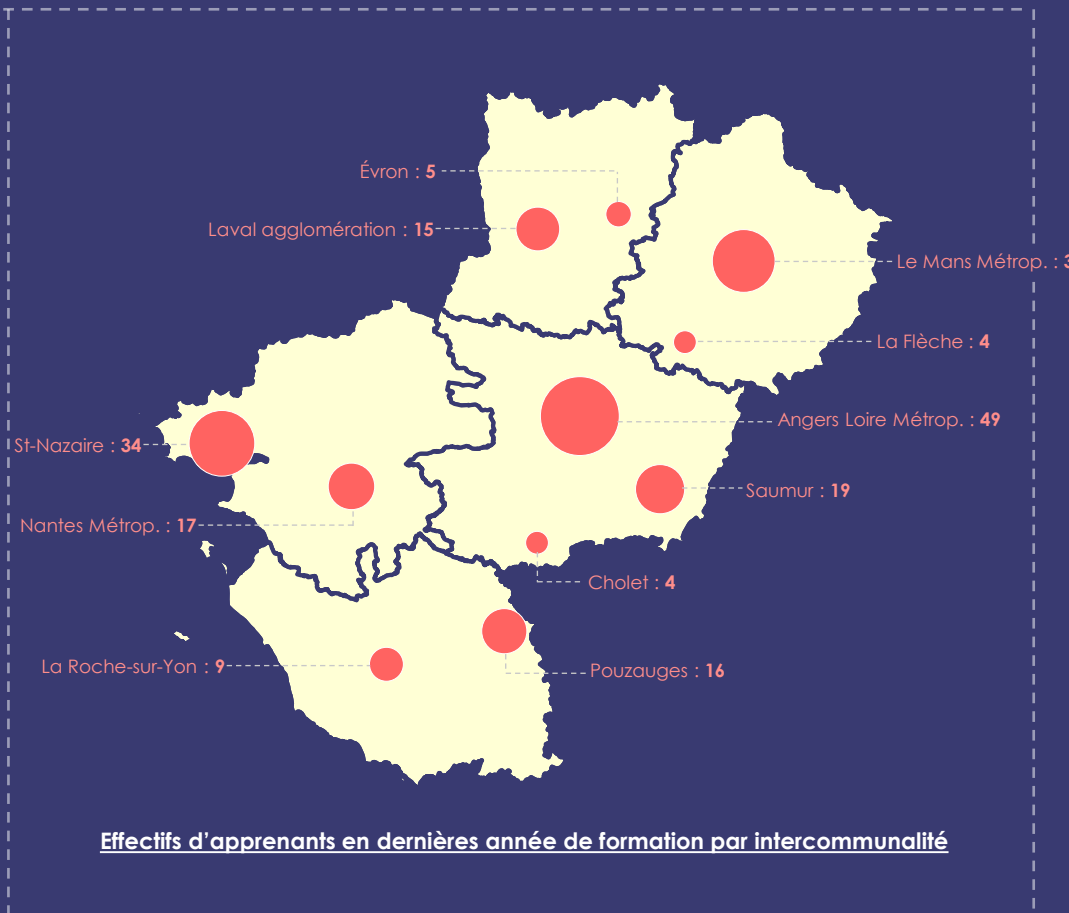 Évron : 5
Laval agglomération : 15
Le Mans Métrop. : 
La Flèche : 4
Angers Loire Métrop. : 49
St-Nazaire : 34
Saumur : 19
Nantes Métrop. : 17
Cholet : 4
La Roche-sur-Yon : 9
Pouzauges : 16
Effectifs d’apprenants en dernières année de formation par intercommunalité